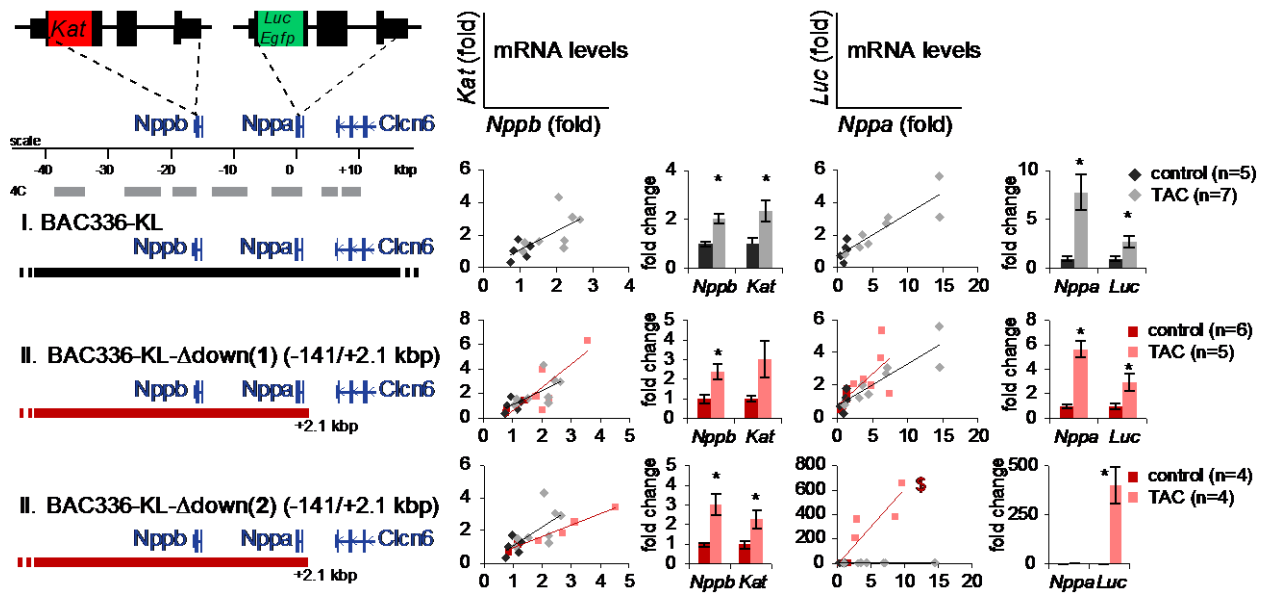 Kat
Luc
Egfp
Nppb
Nppa
Clcn6
scale
-40 -30 -20 -10 0 +10 kbp
4C
Kat (fold)
mRNA levels
Nppb (fold)
Luc (fold)
mRNA levels
Nppa (fold)
I. BAC336-KL
Nppb Nppa Clcn6
6
4
2
0
0 1 2 3 4
fold change
4
2
0
* *
Nppb Kat
6
4
2
0
0 5 10 15 20
fold change
10
5
0
* *
Nppa Luc
control (n=5)
TAC (n=7)
II. BAC336-KL-Δdown(1) (-141/+2.1 kbp)
Nppb Nppa Clcn6
+2.1 kbp
6
4
2
0
0 1 2 3 4 5
fold change
5
4
3
2
1
0
*
Nppb Kat
6
4
2
0
0 5 10 15 20
fold change
6
4
2
0
* *
Nppa Luc
control (n=6)
TAC (n=5)
II. BAC336-KL-Δdown(2) (-141/+2.1 kbp)
Nppb Nppa Clcn6
+2.1 kbp
6
4
2
0
0 1 2 3 4 5
fold change
5
4
3
2
1
0
* *
Nppb Kat
800
600
400
200
0
$
0 5 10 15 20
fold change
500
250
0
*
Nppa Luc
control (n=4)
TAC (n=4)